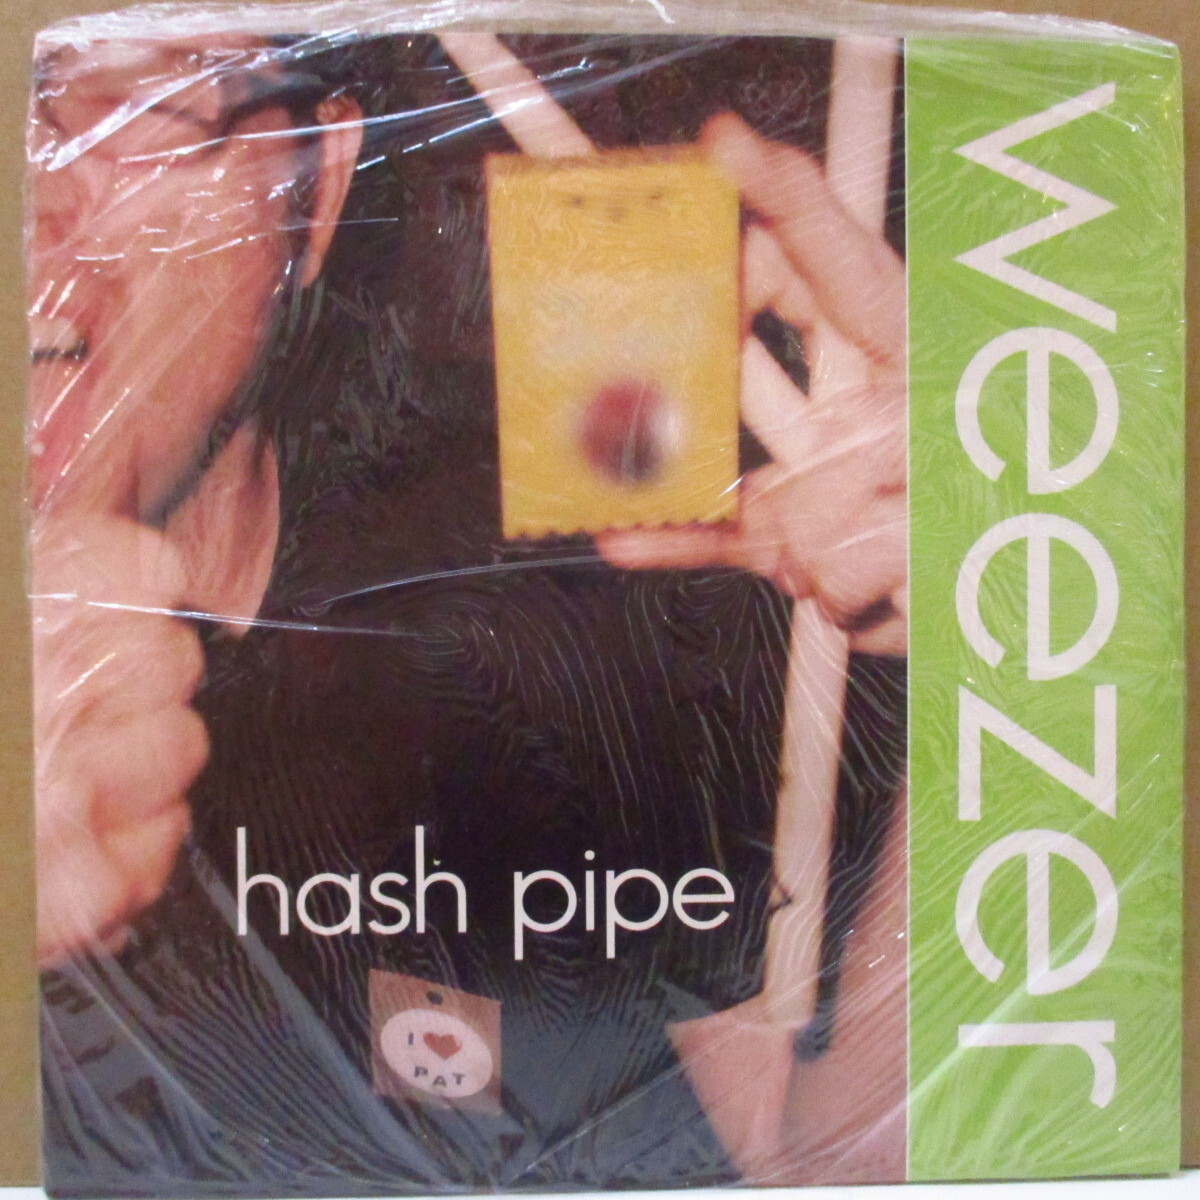 weezer
hash pipe
I ♥
PAT